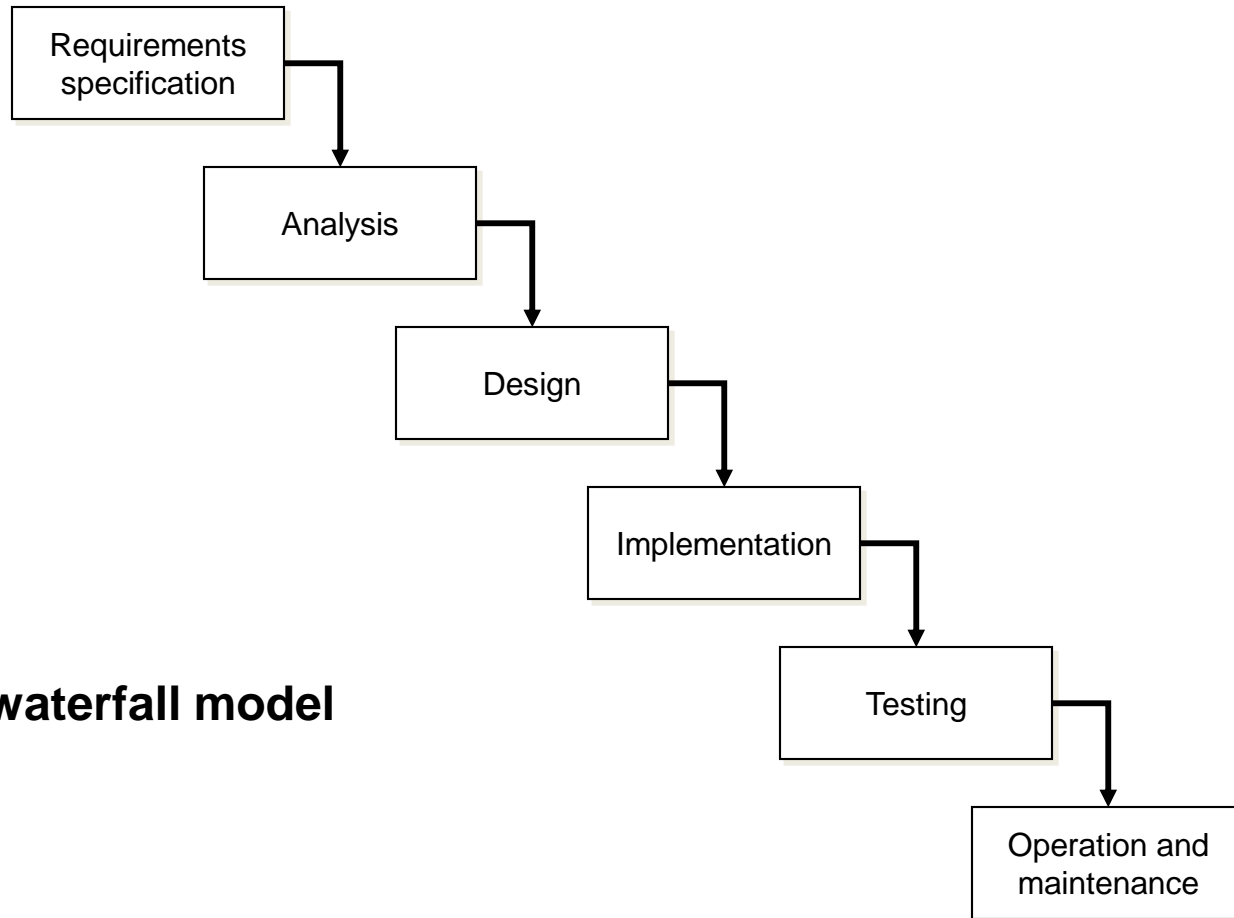 Requirements
specification
Analysis
Design
Implementation
waterfall model
Testing
Operation and
maintenance